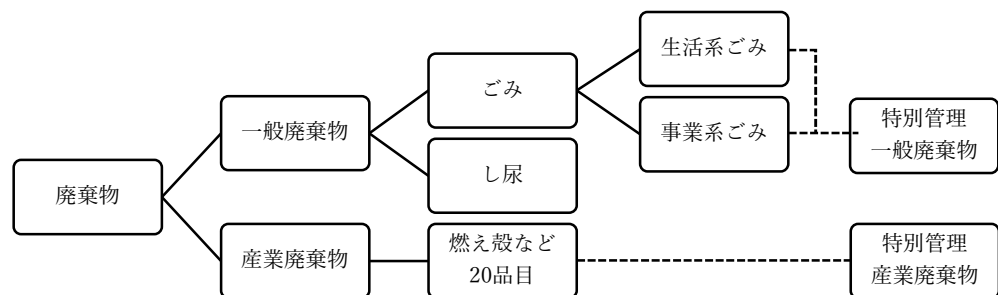 廃棄物
一般廃棄物
産業廃棄物
ごみ
し尿
燃え殻など
20品目
生活系ごみ
事業系ごみ
特別管理
一般廃棄物
特別管理
産業廃棄物